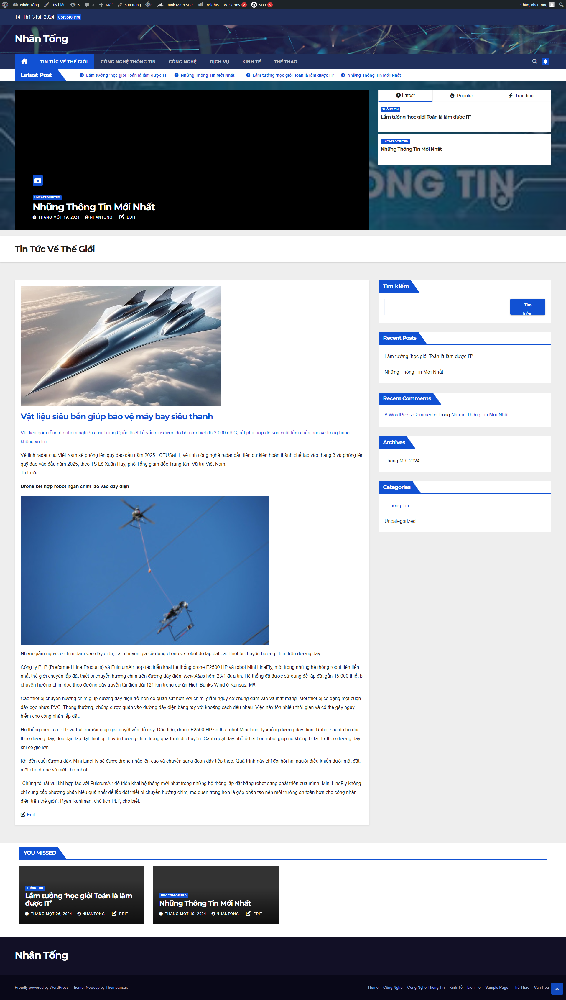 Nhân Tống Tùy biến 5 0 Mới Sửa trang Rank Math SEO Insights WPForms 2 SEO 3 Chào, nhantong
T4. Th1 31st, 2024 6:49:46 PM
Nhân Tống
TIN TỨC VỀ THẾ GIỚI CÔNG NGHỆ THÔNG TIN CÔNG NGHỆ DỊCH VỤ KINH TẾ THỂ THAO
Latest Post Lầm tưởng ‘học giỏi Toán là làm được IT’ Những Thông Tin Mới Nhất Lầm tưởng ‘học giỏi Toán là làm được IT’ Những Thông Tin Mới Nhất
UNCATEGORIZED
Những Thông Tin Mới Nhất
THÁNG MỘT 19, 2024 NHANTONG EDIT
Latest Popular Trending
THÔNG TIN
Lầm tưởng ‘học giỏi Toán là làm được IT’
UNCATEGORIZED
Những Thông Tin Mới Nhất
ÔNG TIN
Tin Tức Về Thế Giới
Vật liệu siêu bền giúp bảo vệ máy bay siêu thanh
Vật liệu gốm rỗng do nhóm nghiên cứu Trung Quốc thiết kế vẫn giữ được độ bền ở nhiệt độ 2.000 độ C, rất phù hợp để sản xuất tấm chắn bảo vệ trong hàng
không vũ trụ.
Vệ tinh radar của Việt Nam sẽ phóng lên quỹ đạo đầu năm 2025 LOTUSat-1, vệ tinh công nghệ radar đầu tiên dự kiến hoàn thành chế tạo vào tháng 3 và phóng lên
quỹ đạo vào đầu năm 2025, theo TS Lê Xuân Huy, phó Tổng giám đốc Trung tâm Vũ trụ Việt Nam.
1h trước
Drone kết hợp robot ngăn chim lao vào dây điện
Nhằm giảm nguy cơ chim đâm vào dây điện, các chuyên gia sử dụng drone và robot để lắp đặt các thiết bị chuyển hướng chim trên đường dây.
Công ty PLP (Preformed Line Products) và FulcrumAir hợp tác triển khai hệ thống drone E2500 HP và robot Mini LineFly, một trong những hệ thống robot tiên tiến
nhất thế giới chuyên lắp đặt thiết bị chuyển hướng chim trên đường dây điện, New Atlas hôm 23/1 đưa tin. Hệ thống đã được sử dụng để lắp đặt gần 15.000 thiết bị
chuyển hướng chim dọc theo đường dây truyền tải điện dài 121 km trong dự án High Banks Wind ở Kansas, Mỹ.
Các thiết bị chuyển hướng chim giúp đường dây điện trở nên dễ quan sát hơn với chim, giảm nguy cơ chúng đâm vào và mất mạng. Mỗi thiết bị có dạng một cuộn
dây bọc nhựa PVC. Thông thường, chúng được quấn vào đường dây điện bằng tay với khoảng cách đều nhau. Việc này tốn nhiều thời gian và có thể gây nguy
hiểm cho công nhân lắp đặt.
Hệ thống mới của PLP và FulcrumAir giúp giải quyết vấn đề này. Đầu tiên, drone E2500 HP sẽ thả robot Mini LineFly xuống đường dây điện. Robot sau đó bò dọc
theo đường dây, đều đặn lắp đặt thiết bị chuyển hướng chim trong quá trình di chuyển. Cánh quạt đẩy nhỏ ở hai bên robot giúp nó không bị lắc lư theo đường dây
khi có gió lớn.
Khi đến cuối đường dây, Mini LineFly sẽ được drone nhấc lên cao và chuyển sang đoạn dây tiếp theo. Quá trình này chỉ đòi hỏi hai người điều khiển dưới mặt đất,
một cho drone và một cho robot.
“Chúng tôi rất vui khi hợp tác với FulcrumAir để triển khai hệ thống mới nhất trong những hệ thống lắp đặt bằng robot đang phát triển của mình. Mini LineFly không
chỉ cung cấp phương pháp hiệu quả nhất để lắp đặt thiết bị chuyển hướng chim, mà quan trọng hơn là góp phần tạo nên môi trường an toàn hơn cho công nhân
điện trên thế giới”, Ryan Ruhlman, chủ tịch PLP, cho biết.
Edit
Tìm kiếm
Tìm
kiếm
Recent Posts
Lầm tưởng ‘học giỏi Toán là làm được IT’
Những Thông Tin Mới Nhất
Recent Comments
A WordPress Commenter trong Những Thông Tin Mới Nhất
Archives
Tháng Một 2024
Categories
Thông Tin
Uncategorized
YOU MISSED
THÔNG TIN
Lầm tưởng ‘học giỏi Toán là làm
được IT’
THÁNG MỘT 26, 2024 NHANTONG EDIT
UNCATEGORIZED
Những Thông Tin Mới Nhất
THÁNG MỘT 19, 2024 NHANTONG EDIT
Nhân Tống
Proudly powered by WordPress | Theme: Newsup by Themeansar.
Home Công Nghệ Công Nghệ Thông Tin Kinh Tế Liên Hệ Sample Page Thể Thao Văn Hóa